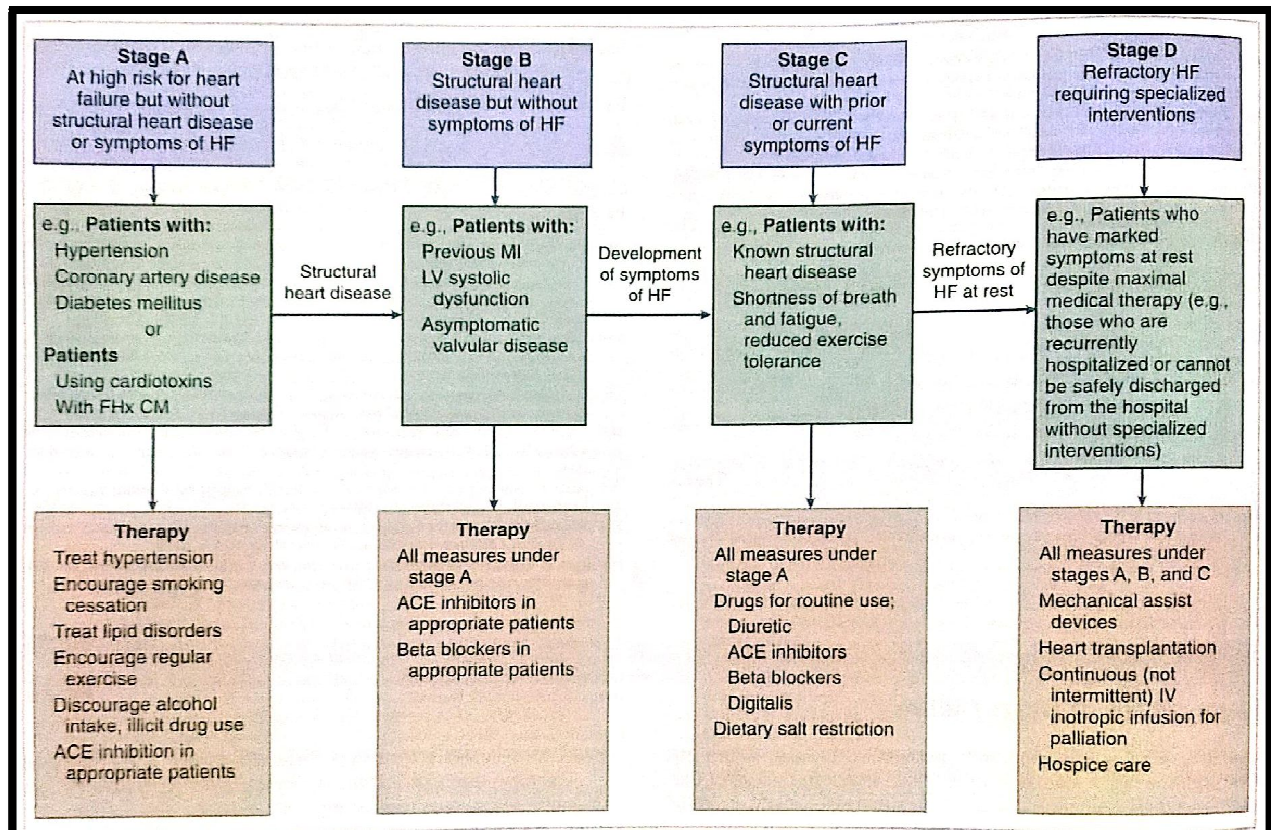 Stage A
At high risk for heart
failure but without
structural heart disease
or symptoms of HF
Stage B
Structural heart
disease but without
symptoms of HF
Stage C
Structural heart
disease with prior
or current
symptoms of HF
Stage D
Refractory HF
requiring specialized
interventions
e.g., Patients with:
Hypertension
Coronary artery disease
Diabetes mellitus
or
Patients
Using cardiotoxins
With FHx CM
Structural
heart disease
e.g., Patients with:
Previous MI
LV systolic
dysfunction
Asymptomatic
valvular disease
Development
of symptoms
of HF
e.g., Patients with:
Known structural
heart disease
Shortness of breath
and fatigue,
reduced exercise
tolerance
Refractory
symptoms of
HF at rest
e.g., Patients who
have marked
symptoms at rest
despite maximal
medical therapy (e.g.,
those who are
recurrently
hospitalized or cannot
be safely discharged
from the hospital
without specialized
interventions)
Therapy
Treat hypertension
Encourage smoking
cessation
Treat lipid disorders
Encourage regular
exercise
Discourage alcohol
intake, illicit drug use
ACE inhibition in
appropriate patients
Therapy
All measures under
stage A
ACE inhibitors in
appropriate patients
Beta blockers in
appropriate patients
Therapy
All measures under
stage A
Drugs for routine use;
Diuretic
ACE inhibitors
Beta blockers
Digitalis
Dietary salt restriction
Therapy
All measures under
stages A, B, and C
Mechanical assist
devices
Heart transplantation
Continuous (not
intermittent) IV
inotropic infusion for
palliation
Hospice care